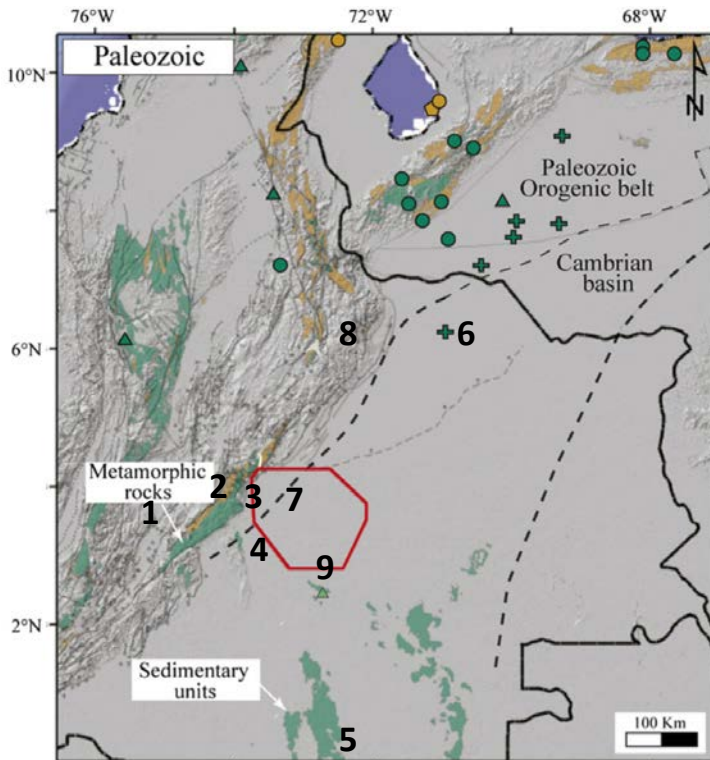 76°W
72°W
68°W
Paleozoic
10°N
N
Paleozoic
Orogenic belt
Cambrian
basin
8
6
6°N
Metamorphic
rocks
2
3
7
1
4
9
2°N
Sedimentary
units
5
100 Km